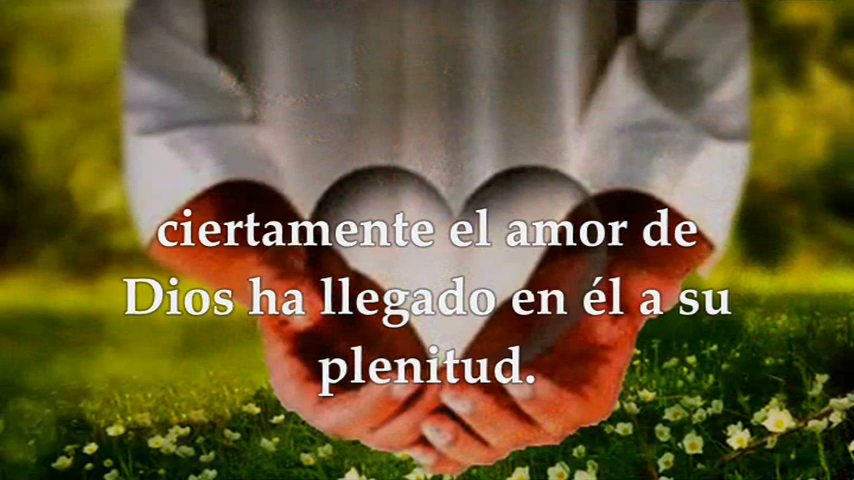 ciertamente el amor de
Dios ha llegado en él a su
plenitud.